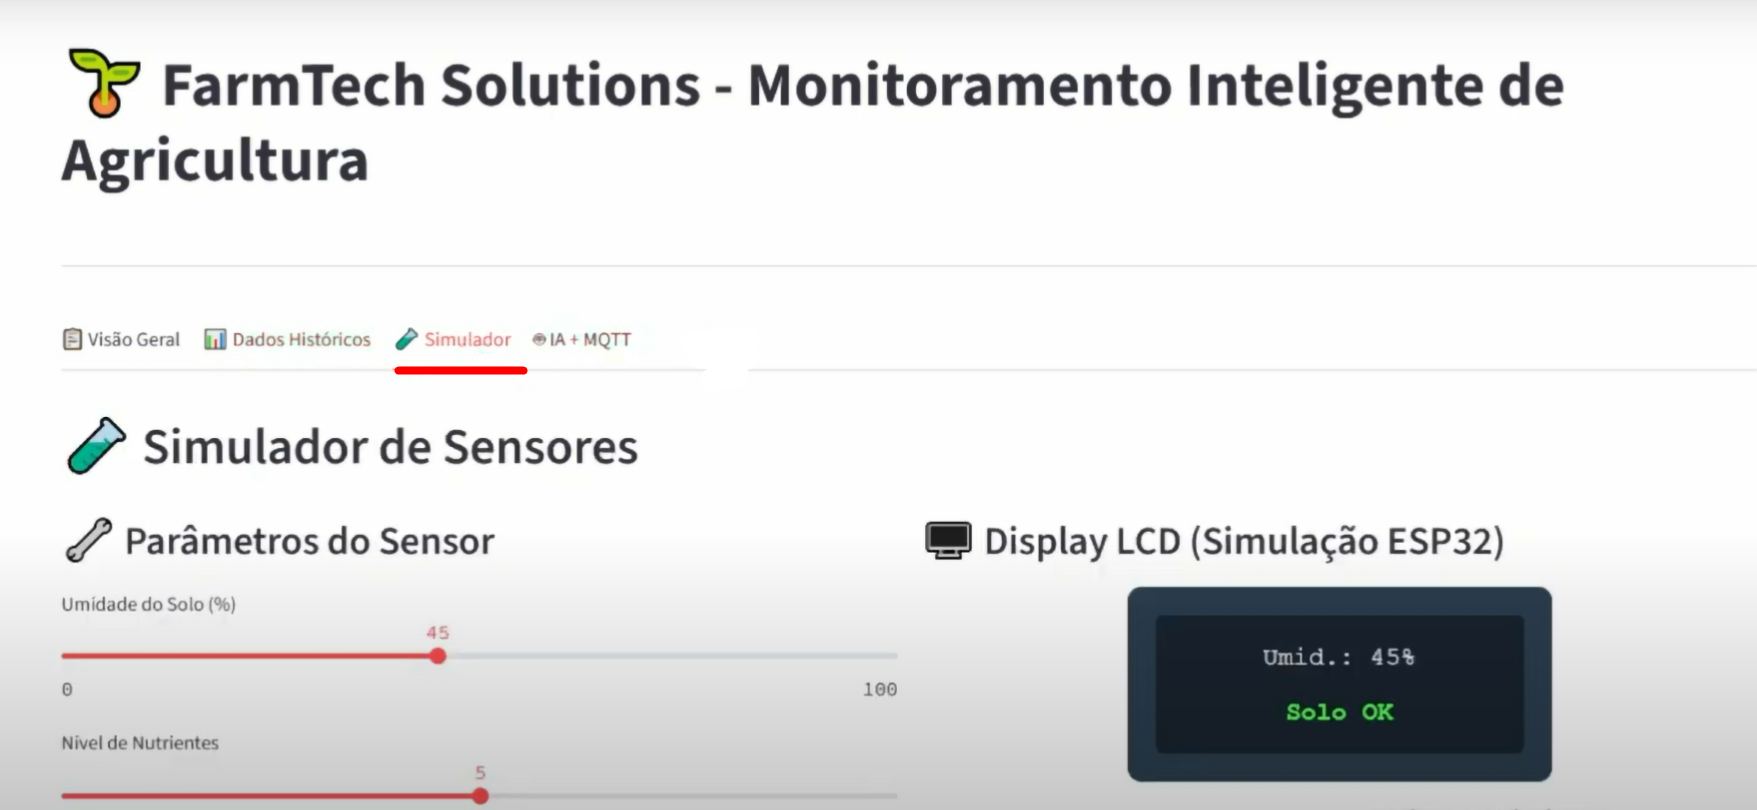 FarmTech Solutions - Monitoramento Inteligente de
Agricultura
Visão Geral
Dados Históricos
Simulador
IA + MQTT
Simulador de Sensores
Parâmetros do Sensor
Umidade do Solo (%)
45
0
100
Nível de Nutrientes
5
Display LCD (Simulação ESP32)
Umid.: 45%
Solo OK